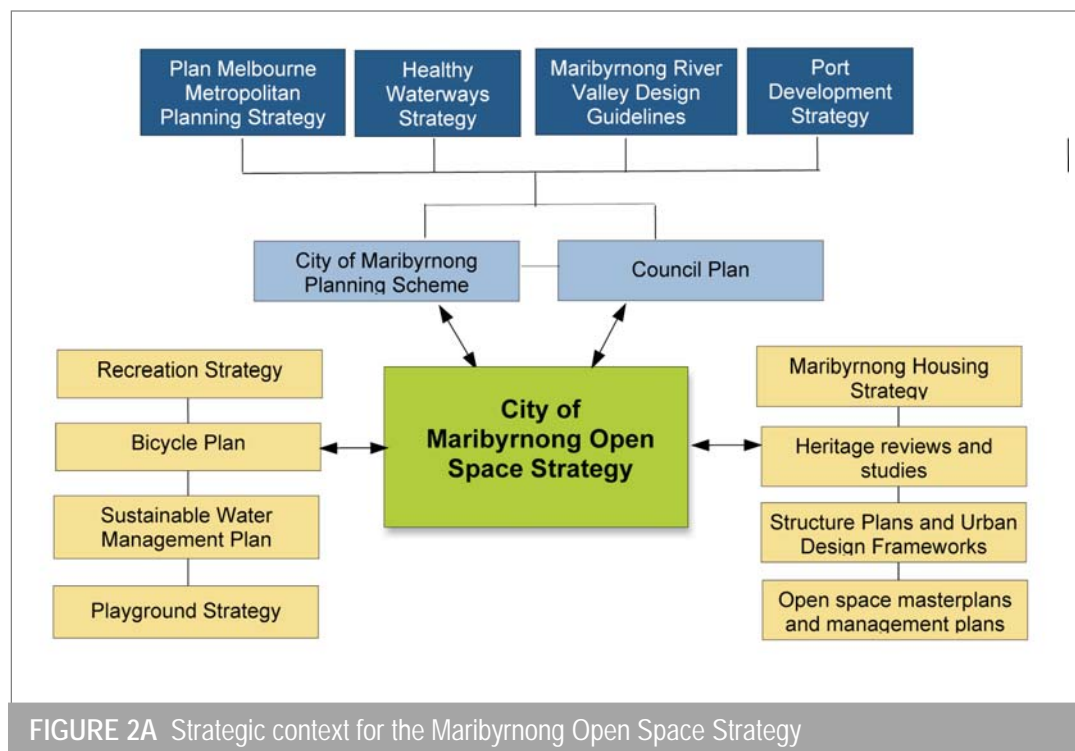 Plan Melbourne
Metropolitan
Planning Strategy
Healthy
Waterways
Strategy
Maribyrnong River
Valley Design
Guidelines
Port
Development
Strategy
City of Maribyrnong
Planning Scheme
Council Plan
Recreation Strategy
Bicycle Plan
Sustainable Water
Management Plan
Playground Strategy
City of
Maribyrnong Open
Space Strategy
Maribyrnong Housing
Strategy
Heritage reviews and
studies
Structure Plans and Urban
Design Frameworks
Open space masterplans
and management plans
FIGURE 2A Strategic context for the Maribyrnong Open Space Strategy